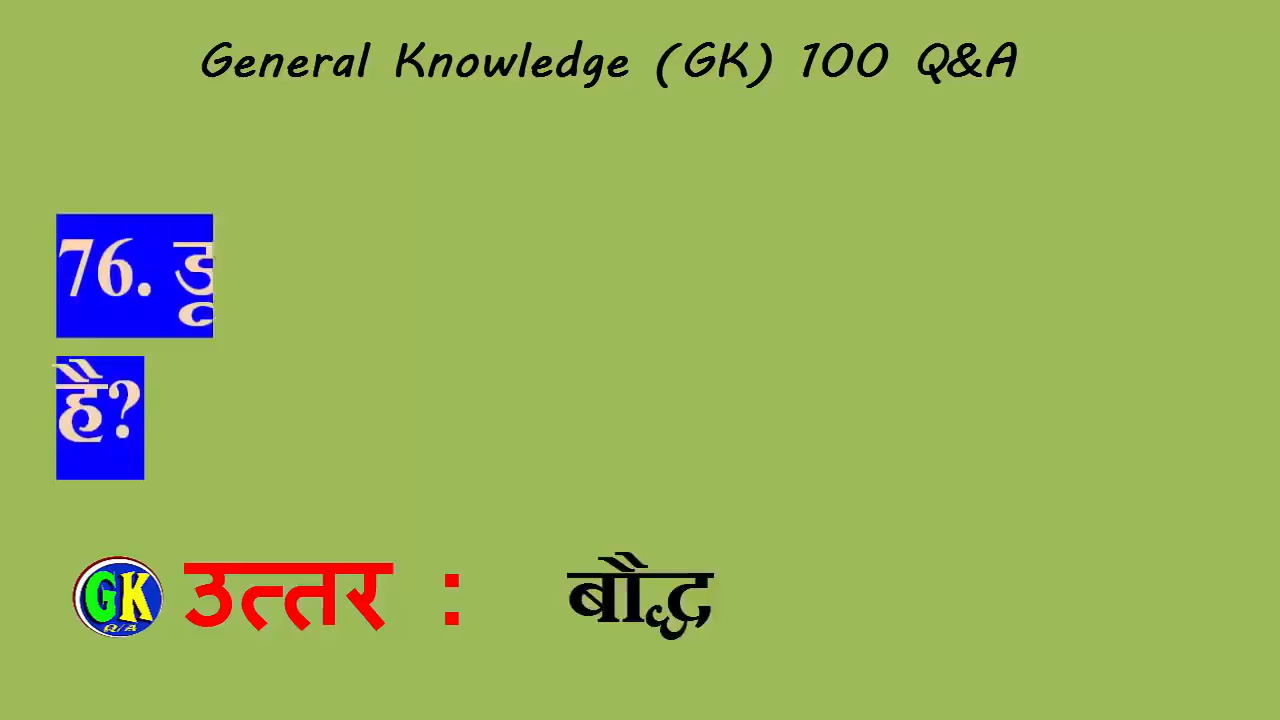 General Knowledge (GK) 100 Q&A
76. डू
है?
GK
Q/A
उत्तर : बौद्ध